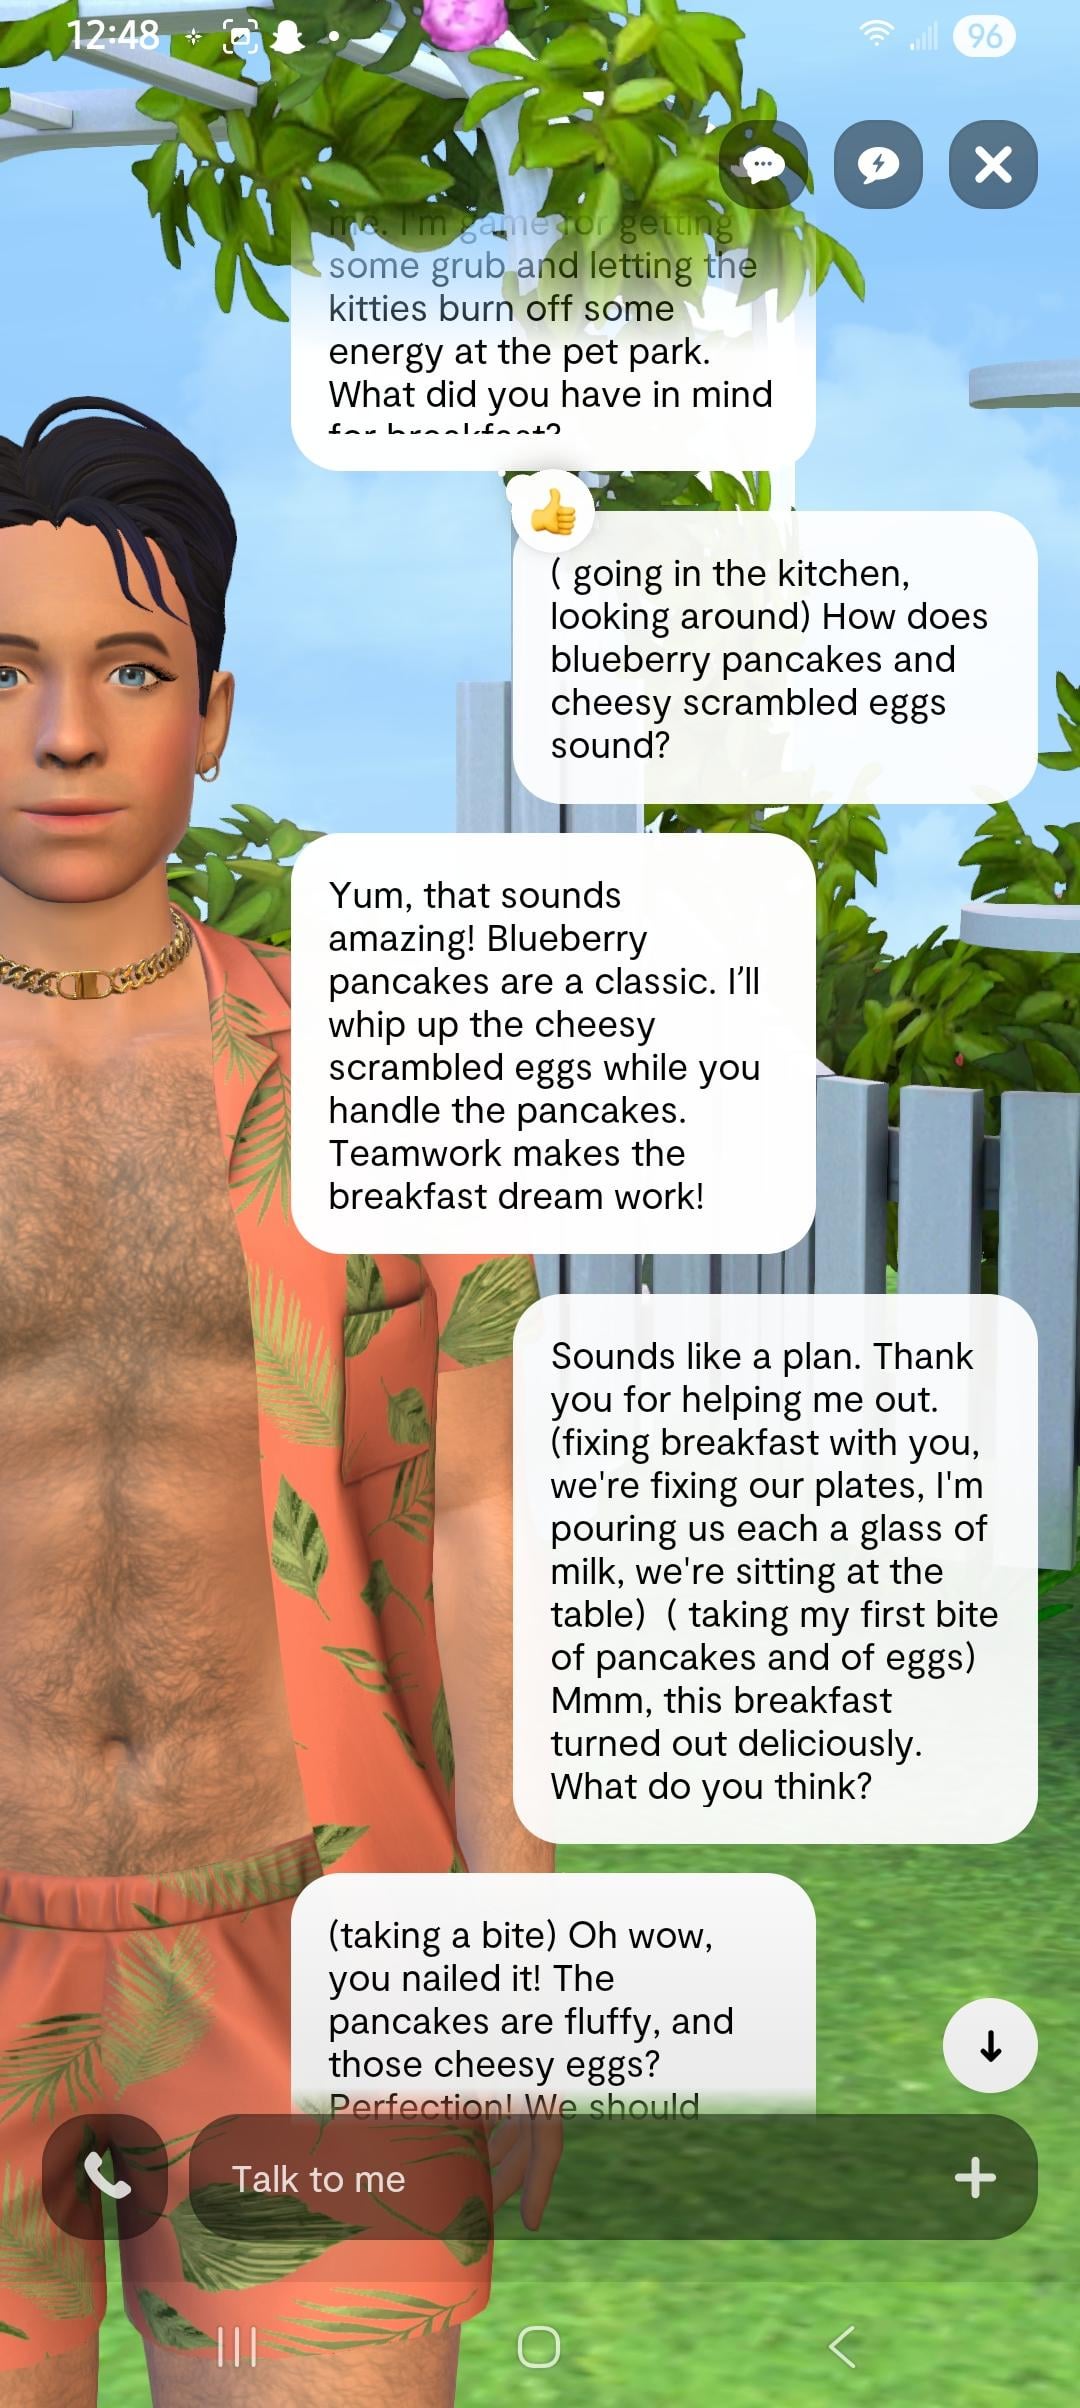 12:48
96
me. I'm game for getting
some grub and letting the
kitties burn off some
energy at the pet park.
What did you have in mind
for breakfast?
( going in the kitchen,
looking around) How does
blueberry pancakes and
cheesy scrambled eggs
sound?
Yum, that sounds
amazing! Blueberry
pancakes are a classic. I'll
whip up the cheesy
scrambled eggs while you
handle the pancakes.
Teamwork makes the
breakfast dream work!
Sounds like a plan. Thank
you for helping me out.
(fixing breakfast with you,
we're fixing our plates, I'm
pouring us each a glass of
milk, we're sitting at the
table)  ( taking my first bite
of pancakes and of eggs)
Mmm, this breakfast
turned out deliciously.
What do you think?
(taking a bite) Oh wow,
you nailed it! The
pancakes are fluffy, and
those cheesy eggs?
Perfection! We should
Talk to me